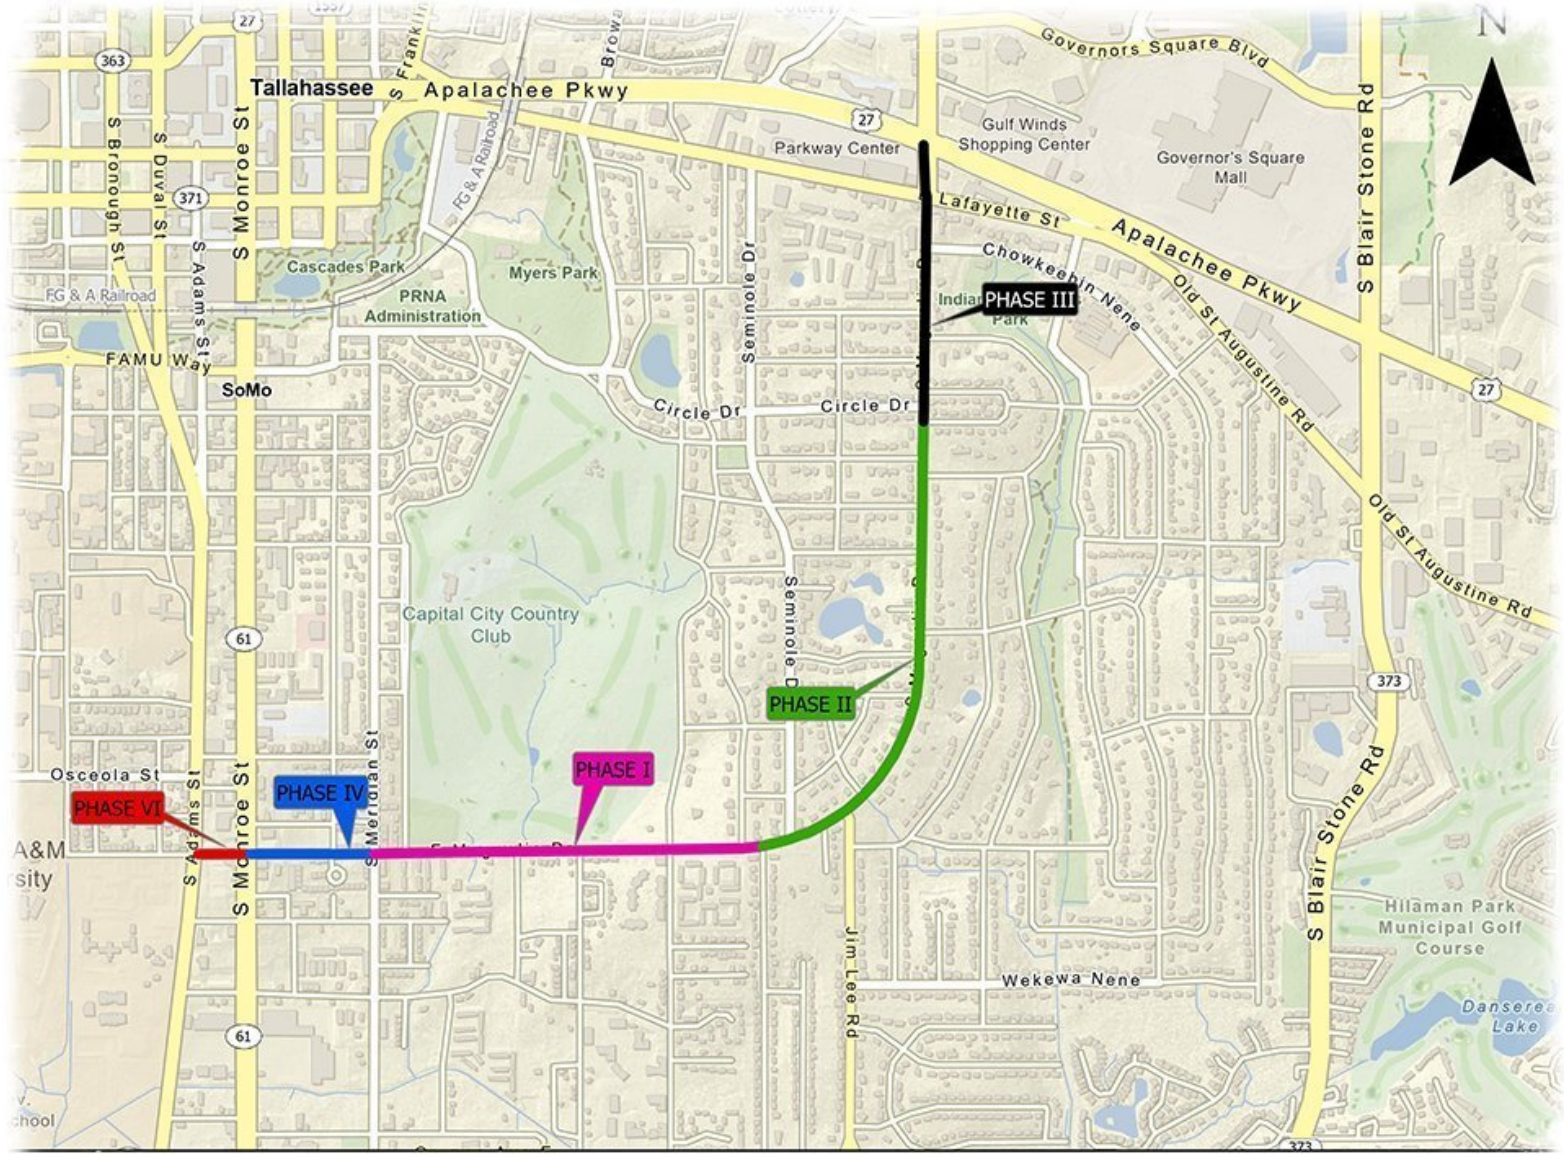 N
27
363
Tallahassee
S Franklin
Apalachee Pkwy
Governors Square Blvd
27
Gulf Winds
Shopping Center
Parkway Center
Governor's Square
Mall
S Blair Stone Rd
S Bronough St
S Duval St
S Monroe St
FG & A Railroad
371
Lafayette St
Apalachee Pkwy
S Adams St
Cascades Park
Myers Park
Seminole Dr
Chowkeebin Nene
Old St Augustine Rd
FG & A Railroad
PRNA
Administration
PHASE III
Park
FAMU Way
SoMo
27
Circle Dr
Circle Dr
Old St Augustine Rd
Capital City Country
Club
61
Seminole D
373
PHASE II
S Meridian St
Osceola St
PHASE I
PHASE IV
PHASE VI
S Adams St
S Monroe St
S Blair Stone Rd
A&M
sity
Hilaman Park
Municipal Golf
Course
Jim Lee Rd
Wekewa Nene
61
Lake
v.
chool
373